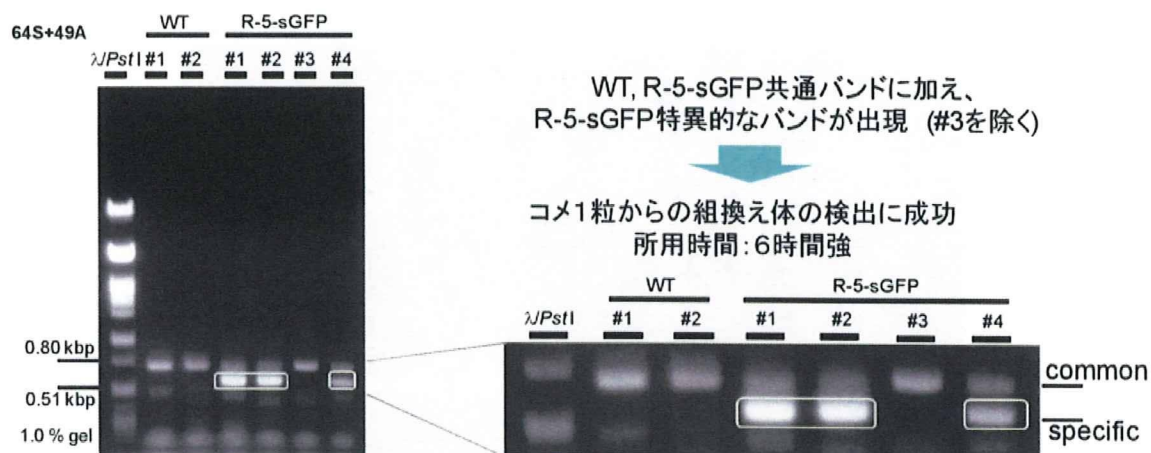 64S+49A
WT
R-5-sGFP
λ/Pst I #1 #2 #1 #2 #3 #4
0.80 kbp
0.51 kbp
1.0 % gel
WT, R-5-sGFP共通バンドに加え、
R-5-sGFP特異的なバンドが出現 (#3を除く)
コメ1粒からの組換え体の検出に成功
所用時間:6時間強
WT
R-5-sGFP
λ/Pst I #1 #2 #1 #2 #3 #4
common
specific